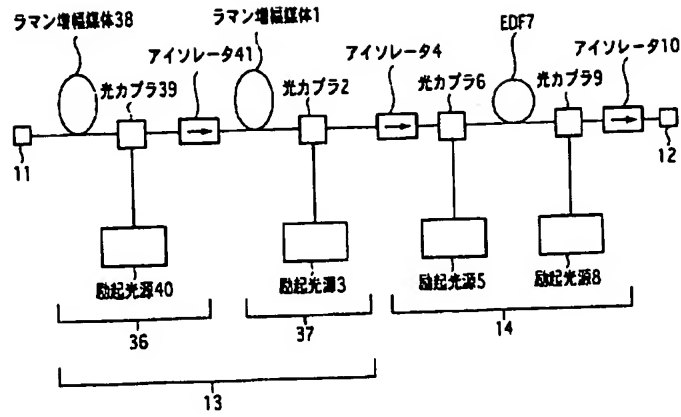 ラマン増幅媒体38
ラマン増幅媒体1
EDF7
アイソレータ41
アイソレータ4
アイソレータ10
光カプラ39
光カプラ2
光カプラ6
光カプラ9
11
12
励起光源40
励起光源3
励起光源5
励起光源8
36
37
14
13